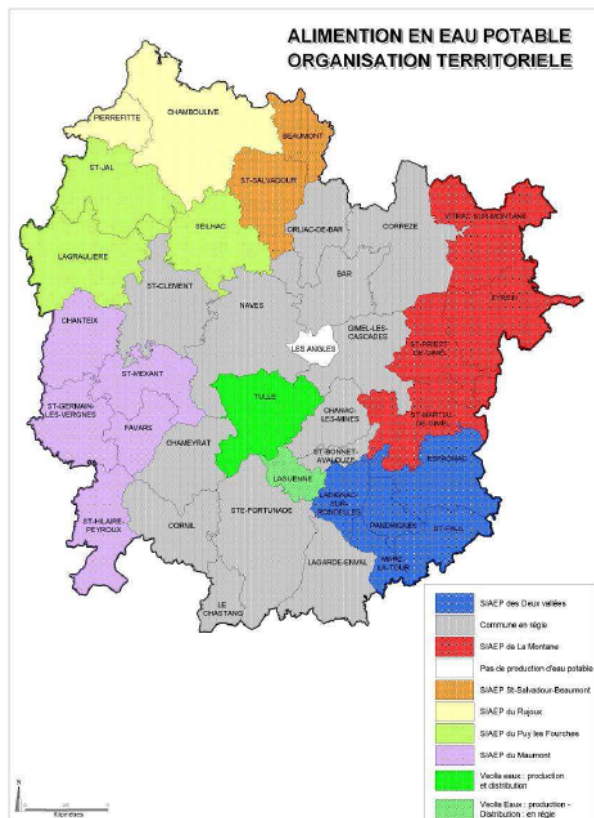 ALIMENTION EN EAU POTABLE
ORGANISATION TERRITORIELE
PIERREFITTE
CHAMBOULIVE
BEAUMONT
ST-JAL
ST-SALVADOUR
VITRAC-SUR-MONTANE
SEILHAC
ORLIAC-DE-BAR
CORREZE
LAGRAULIERE
BAR
EYREIN
ST-CLEMENT
NAVES
CHANTEIX
GIMEL-LES-
CASCADES
LES ANGLES
ST-PRIEST-
DE-GIMEL
ST-MEXANT
TULLE
ST-GERMAIN-
LES-VERGNES
CHANAC-
LES-MINES
ST-MARTIAL-
DE-GIMEL
FAVARS
CHAMEYRAT
ST-BONNET-
AVALOUZE
ESPAGNAC
LAGUENNE
LADIGNAC-
SUR-
RONDELLES
ST-HILAIRE-
PEYROUX
CORNIL
STE-FORTUNADE
PANDRIGNES
ST-PAUL
LAGARDE-ENVAL
MARC-
LA-TOUR
LE
CHASTANG
SIAEP des Deux vallées
Commune en régie
SIAEP de La Montane
Pas de production d'eau potable
SIAEP St-Salvadour-Beaumont
SIAEP du Rujoux
SIAEP du Puy les Fourches
SIAEP du Maumont
Veolia eaux : production
et distribution
Veolia Eaux : production -
Distribution : en régie
N
Kilomètres